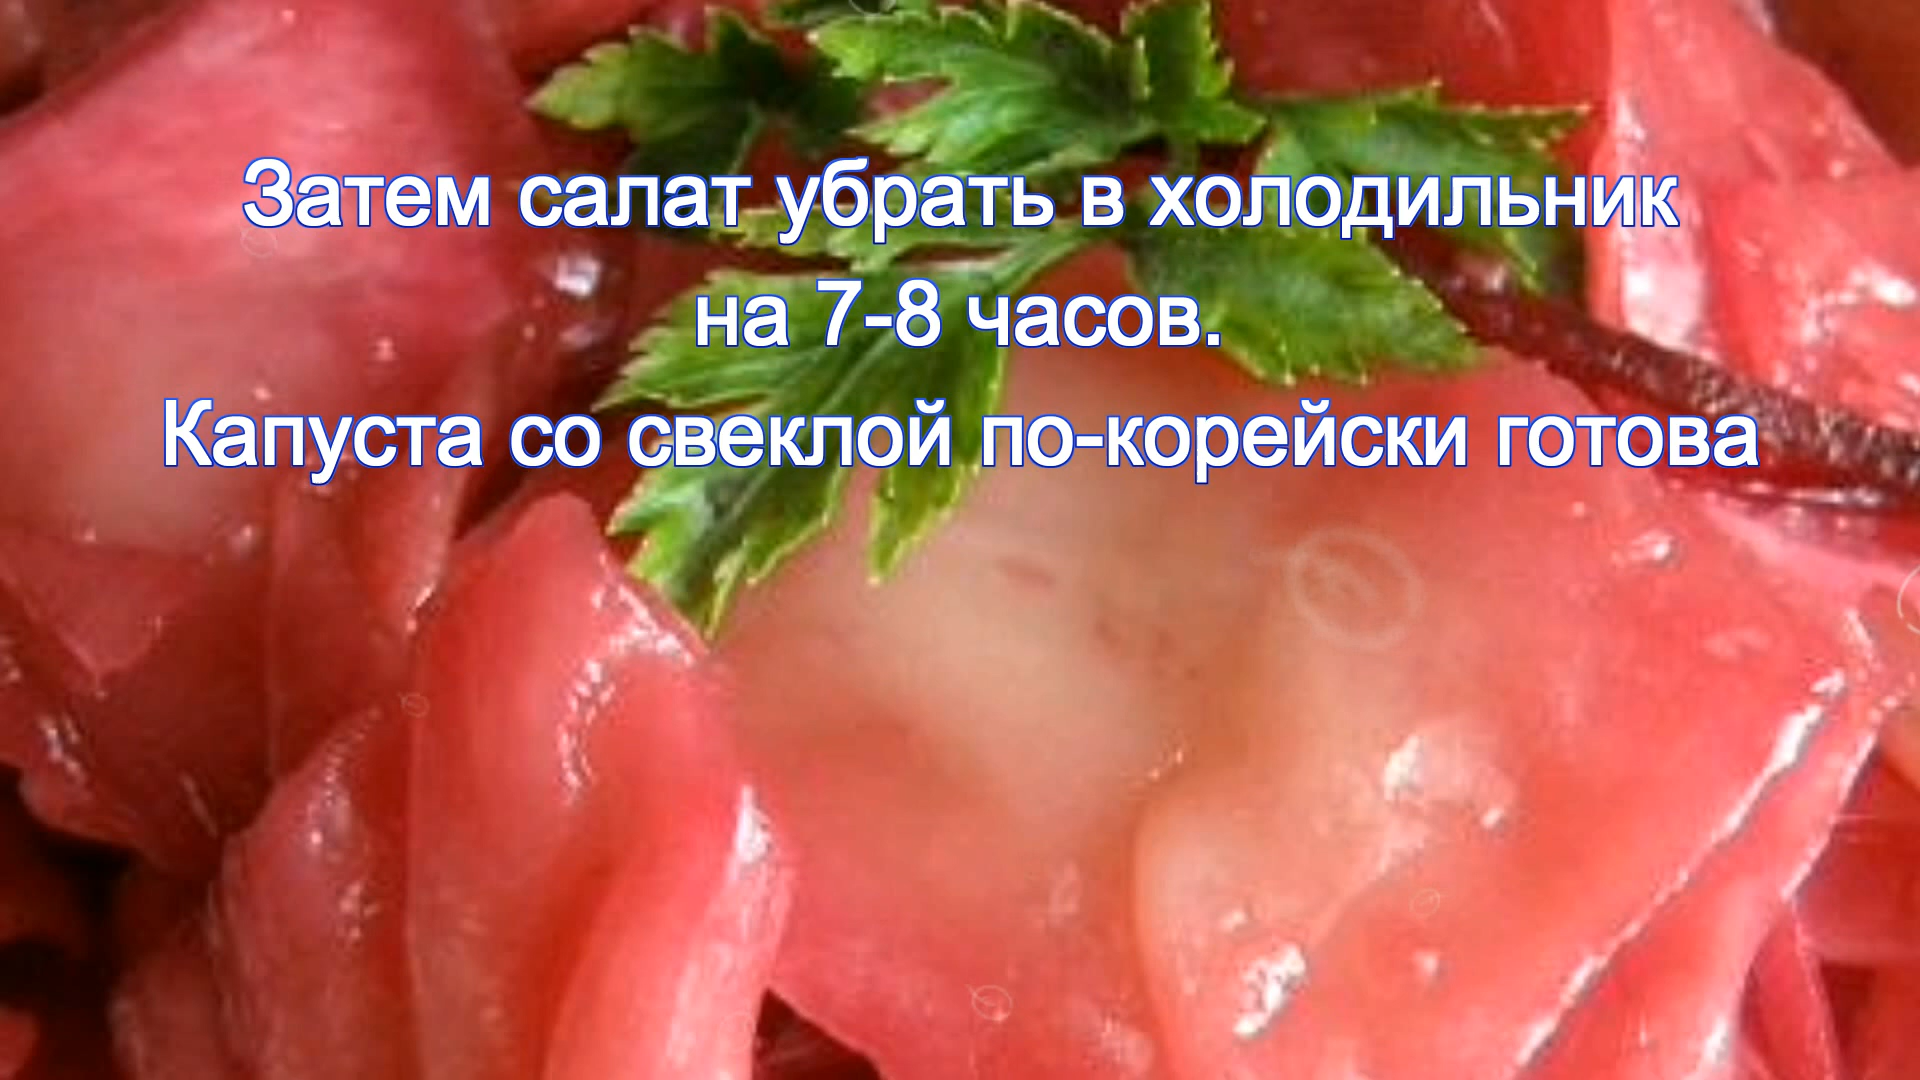 Затем салат убрать в холодильник
на 7-8 часов.
Капуста со свеклой по-корейски готова